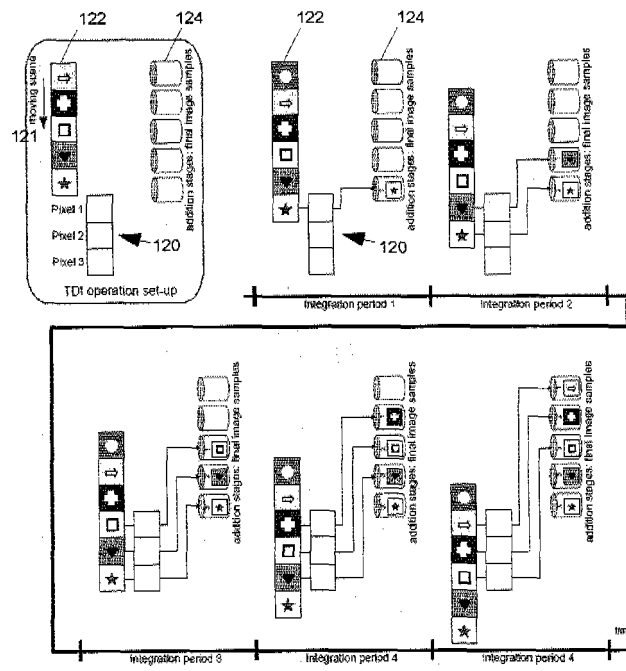 122
124
122
124
moving scene
121
addition stages: final image samples
addition stages: final image samples
addition stages: final image samples
Pixel 1
Pixel 2
Pixel 3
120
120
TDI operation set-up
Integration period 1
Integration period 2
addition stages: final image samples
addition stages: final image samples
addition stages: final image samples
Integration period 3
Integration period 4
Integration period 4